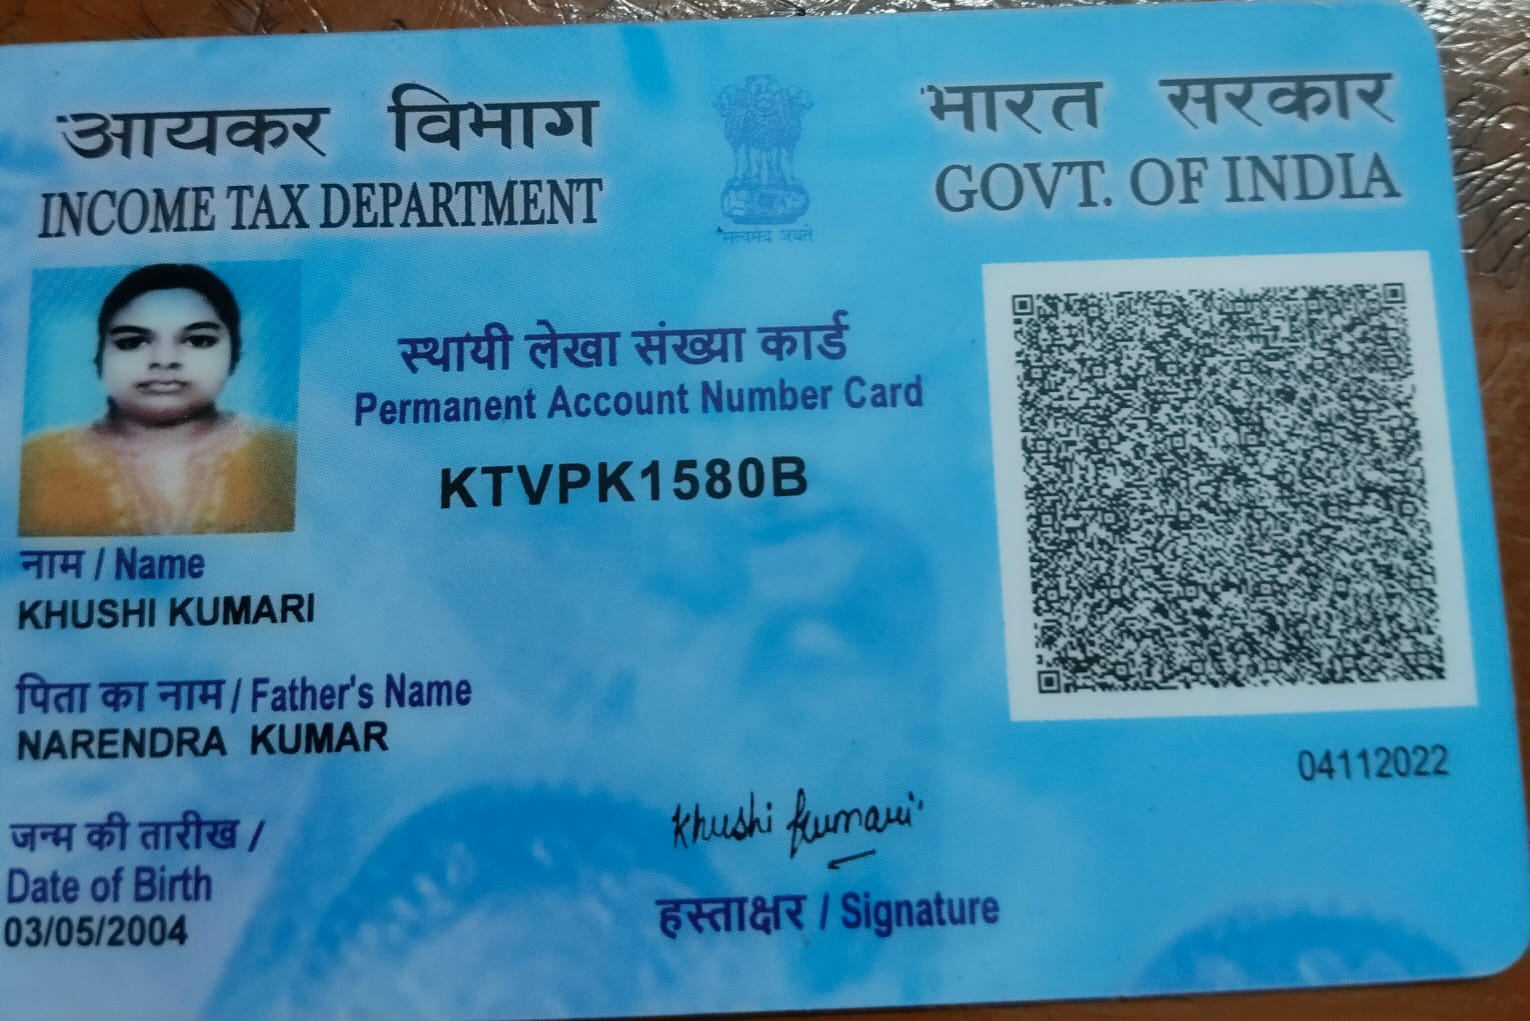 आयकर विभाग
INCOME TAX DEPARTMENT
सत्यमेव जयते
भारत सरकार
GOVT. OF INDIA
स्थायी लेखा संख्या कार्ड
Permanent Account Number Card
KTVPK1580B
नाम / Name
KHUSHI KUMARI
पिता का नाम / Father's Name
NARENDRA KUMAR
जन्म की तारीख /
Date of Birth
03/05/2004
Khushi Kumari
हस्ताक्षर / Signature
04112022